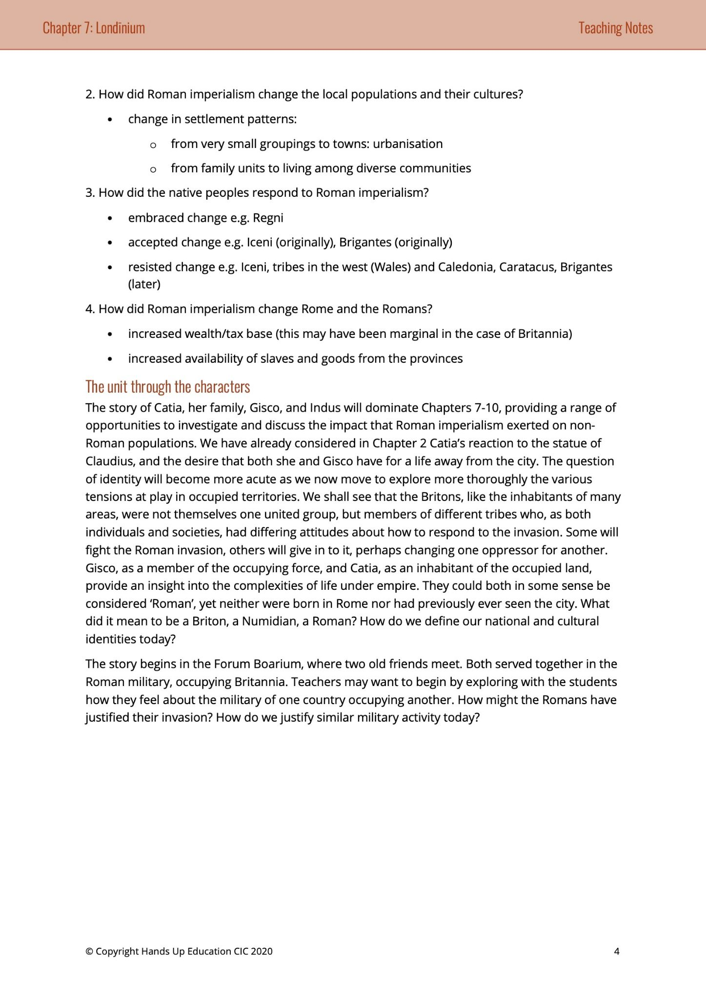 Chapter 7: Londīnium
Teaching Notes
2. How did Roman imperialism change the local populations and their cultures?
• change in settlement patterns:
o from very small groupings to towns: urbanisation
o from family units to living among diverse communities
3. How did the native peoples respond to Roman imperialism?
• embraced change e.g. Regni
• accepted change e.g. Iceni (originally), Brigantes (originally)
• resisted change e.g. Iceni, tribes in the west (Wales) and Caledonia, Caratacus, Brigantes
(later)
4. How did Roman imperialism change Rome and the Romans?
• increased wealth/tax base (this may have been marginal in the case of Britannia)
• increased availability of slaves and goods from the provinces
The unit through the characters
The story of Catia, her family, Gisco, and Indus will dominate Chapters 7-10, providing a range of
opportunities to investigate and discuss the impact that Roman imperialism exerted on non-
Roman populations. We have already considered in Chapter 2 Catia’s reaction to the statue of
Claudius, and the desire that both she and Gisco have for a life away from the city. The question
of identity will become more acute as we now move to explore more thoroughly the various
tensions at play in occupied territories. We shall see that the Britons, like the inhabitants of many
areas, were not themselves one united group, but members of different tribes who, as both
individuals and societies, had differing attitudes about how to respond to the invasion. Some will
fight the Roman invasion, others will give in to it, perhaps changing one oppressor for another.
Gisco, as a member of the occupying force, and Catia, as an inhabitant of the occupied land,
provide an insight into the complexities of life under empire. They could both in some sense be
considered ‘Roman’, yet neither were born in Rome nor had previously ever seen the city. What
did it mean to be a Briton, a Numidian, a Roman? How do we define our national and cultural
identities today?
The story begins in the Forum Boarium, where two old friends meet. Both served together in the
Roman military, occupying Britannia. Teachers may want to begin by exploring with the students
how they feel about the military of one country occupying another. How might the Romans have
justified their invasion? How do we justify similar military activity today?
© Copyright Hands Up Education CIC 2020
4